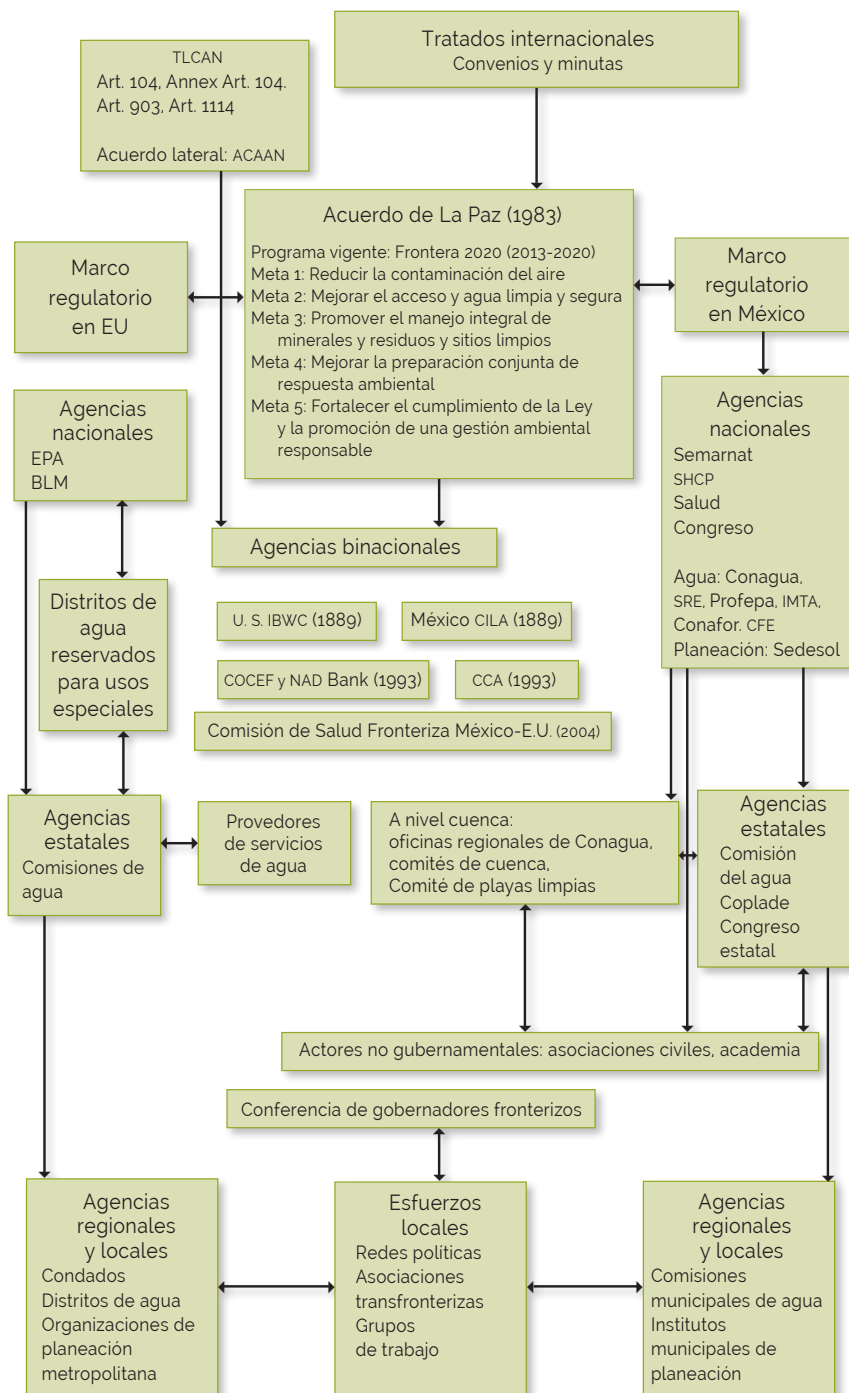 TLCAN
Art. 104, Annex Art. 104.
Art. 903, Art. 1114
Acuerdo lateral: ACAAN
Tratados internacionales
Convenios y minutas
Acuerdo de La Paz (1983)
Programa vigente: Frontera 2020 (2013-2020)
Meta 1: Reducir la contaminación del aire
Meta 2: Mejorar el acceso y agua limpia y segura
Meta 3: Promover el manejo integral de
minerales y residuos y sitios limpios
Meta 4: Mejorar la preparación conjunta de
respuesta ambiental
Meta 5: Fortalecer el cumplimiento de la Ley
y la promoción de una gestión ambiental
responsable
Marco
regulatorio
en EU
Marco
regulatorio
en México
Agencias
nacionales
EPA
BLM
Agencias
nacionales
Semarnat
SHCP
Salud
Congreso
Agua: Conagua,
SRE, Profepa, IMTA,
Conafor. CFE
Planeación: Sedesol
Agencias binacionales
Distritos de
agua
reservados
para usos
especiales
U. S. IBWC (1889)
México CILA (1889)
COCEF y NAD Bank (1993)
CCA (1993)
Comisión de Salud Fronteriza México-E.U. (2004)
Agencias
estatales
Comisiones de
agua
Provedores
de servicios
de agua
A nivel cuenca:
oficinas regionales de Conagua,
comités de cuenca,
Comité de playas limpias
Agencias
estatales
Comisión
del agua
Coplade
Congreso
estatal
Actores no gubernamentales: asociaciones civiles, academia
Conferencia de gobernadores fronterizos
Agencias
regionales
y locales
Condados
Distritos de agua
Organizaciones de
planeación
metropolitana
Esfuerzos
locales
Redes políticas
Asociaciones
transfronterizas
Grupos
de trabajo
Agencias
regionales
y locales
Comisiones
municipales de agua
Institutos
municipales de
planeación